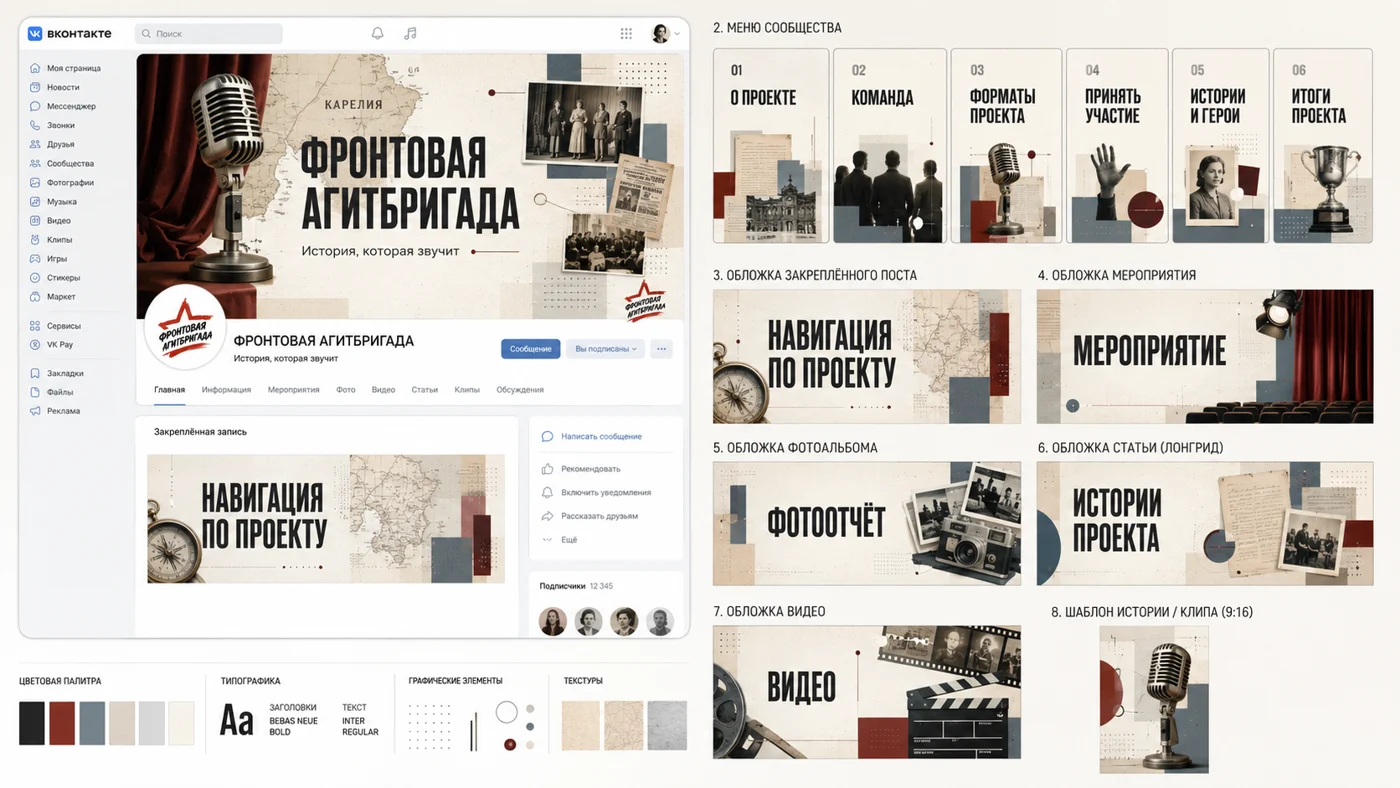 вконтакте
Поиск
Моя страница
Новости
Мессенджер
Звонки
Друзья
Сообщества
Фотографии
Музыка
Видео
Клипы
Игры
Стикеры
Маркет
Сервисы
VK Pay
Закладки
Файлы
Реклама
КАРЕЛИЯ
ФРОНТОВАЯ
АГИТБРИГАДА
История, которая звучит
ФРОНТОВАЯ
АГИТБРИГАДА
ФРОНТОВАЯ
АГИТБРИГАДА
ФРОНТОВАЯ АГИТБРИГАДА
История, которая звучит
Сообщение
Вы подписаны
Главная
Информация
Мероприятия
Фото
Видео
Статьи
Клипы
Обсуждения
Закреплённая запись
НАВИГАЦИЯ
ПО ПРОЕКТУ
Написать сообщение
Рекомендовать
Включить уведомления
Рассказать друзьям
Ещё
Подписчики 12 345
ЦВЕТОВАЯ ПАЛИТРА
ТИПОГРАФИКА
Aa
ЗАГОЛОВКИ
BEBAS NEUE
BOLD
ТЕКСТ
INTER
REGULAR
ГРАФИЧЕСКИЕ ЭЛЕМЕНТЫ
ТЕКСТУРЫ
2. МЕНЮ СООБЩЕСТВА
01
О ПРОЕКТЕ
02
КОМАНДА
03
ФОРМАТЫ
ПРОЕКТА
04
ПРИНЯТЬ
УЧАСТИЕ
05
ИСТОРИИ
И ГЕРОИ
06
ИТОГИ
ПРОЕКТА
3. ОБЛОЖКА ЗАКРЕПЛЁННОГО ПОСТА
НАВИГАЦИЯ
ПО ПРОЕКТУ
4. ОБЛОЖКА МЕРОПРИЯТИЯ
МЕРОПРИЯТИЕ
5. ОБЛОЖКА ФОТОАЛЬБОМА
ФОТООТЧЁТ
6. ОБЛОЖКА СТАТЬИ (ЛОНГРИД)
ИСТОРИИ
ПРОЕКТА
7. ОБЛОЖКА ВИДЕО
ВИДЕО
8. ШАБЛОН ИСТОРИИ / КЛИПА (9:16)